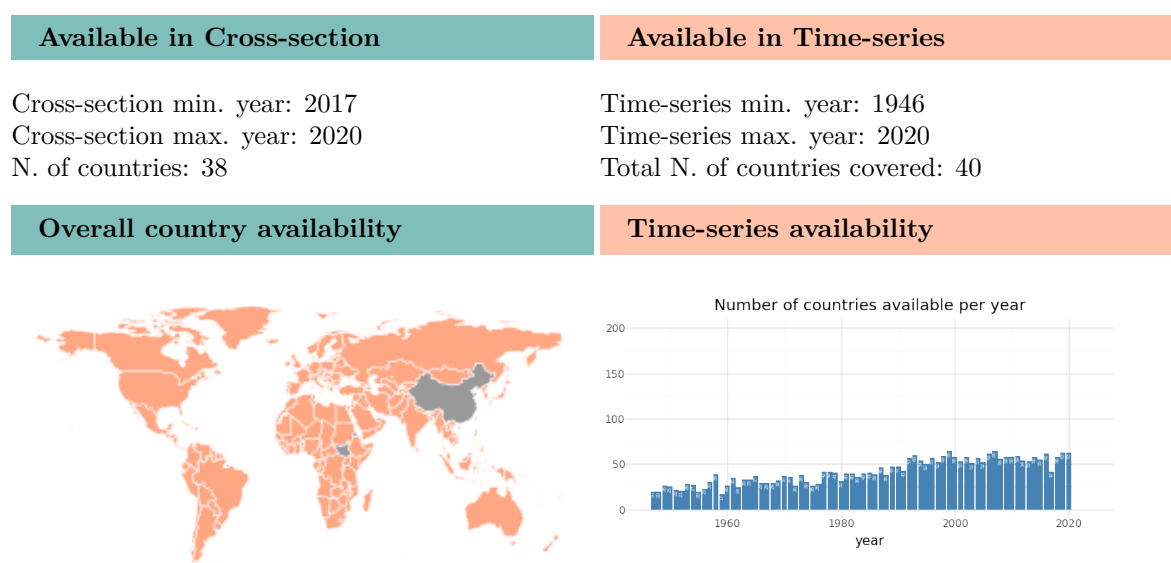 Available in Cross-section
Available in Time-series
Cross-section min. year: 2017
Cross-section max. year: 2020
N. of countries: 38
Time-series min. year: 1946
Time-series max. year: 2020
Total N. of countries covered: 40
Overall country availability
Time-series availability
Number of countries available per year
200
150
100
50
0
1960
1980
2000
2020
year